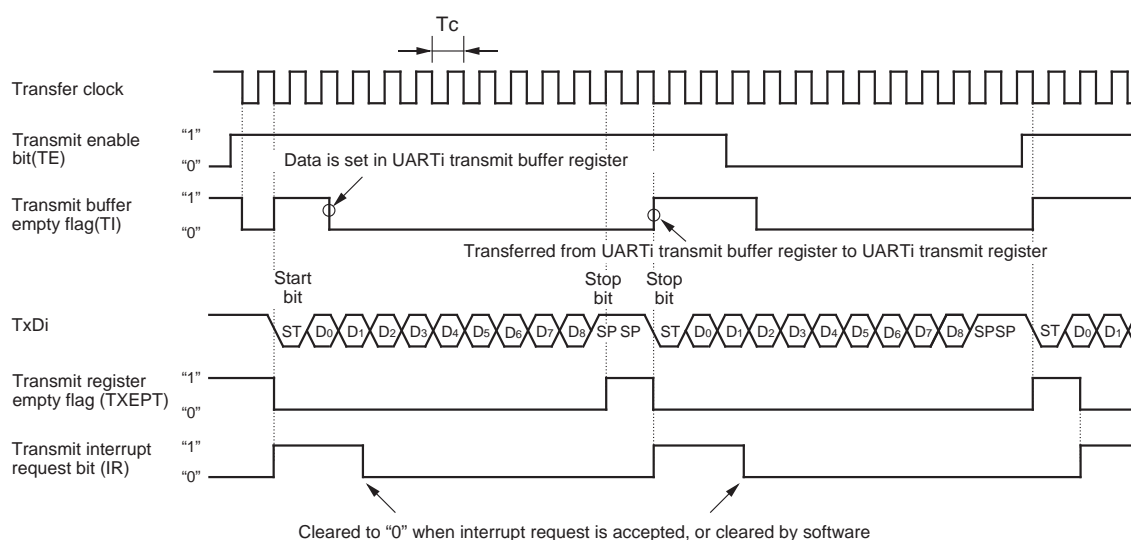 Tc
Transfer clock
Transmit enable
bit(TE)
“1”
“0”
Data is set in UARTi transmit buffer register
Transmit buffer
empty flag(TI)
“1”
“0”
Transferred from UARTi transmit buffer register to UARTi transmit register
Start
bit
Stop
bit
Stop
bit
TxDi
ST D0 D1 D2 D3 D4 D5 D6 D7 D8 SP SP ST D0 D1 D2 D3 D4 D5 D6 D7 D8 SPSP ST D0 D1
Transmit register
empty flag (TXEPT)
“1”
“0”
Transmit interrupt
request bit (IR)
“1”
“0”
Cleared to “0” when interrupt request is accepted, or cleared by software